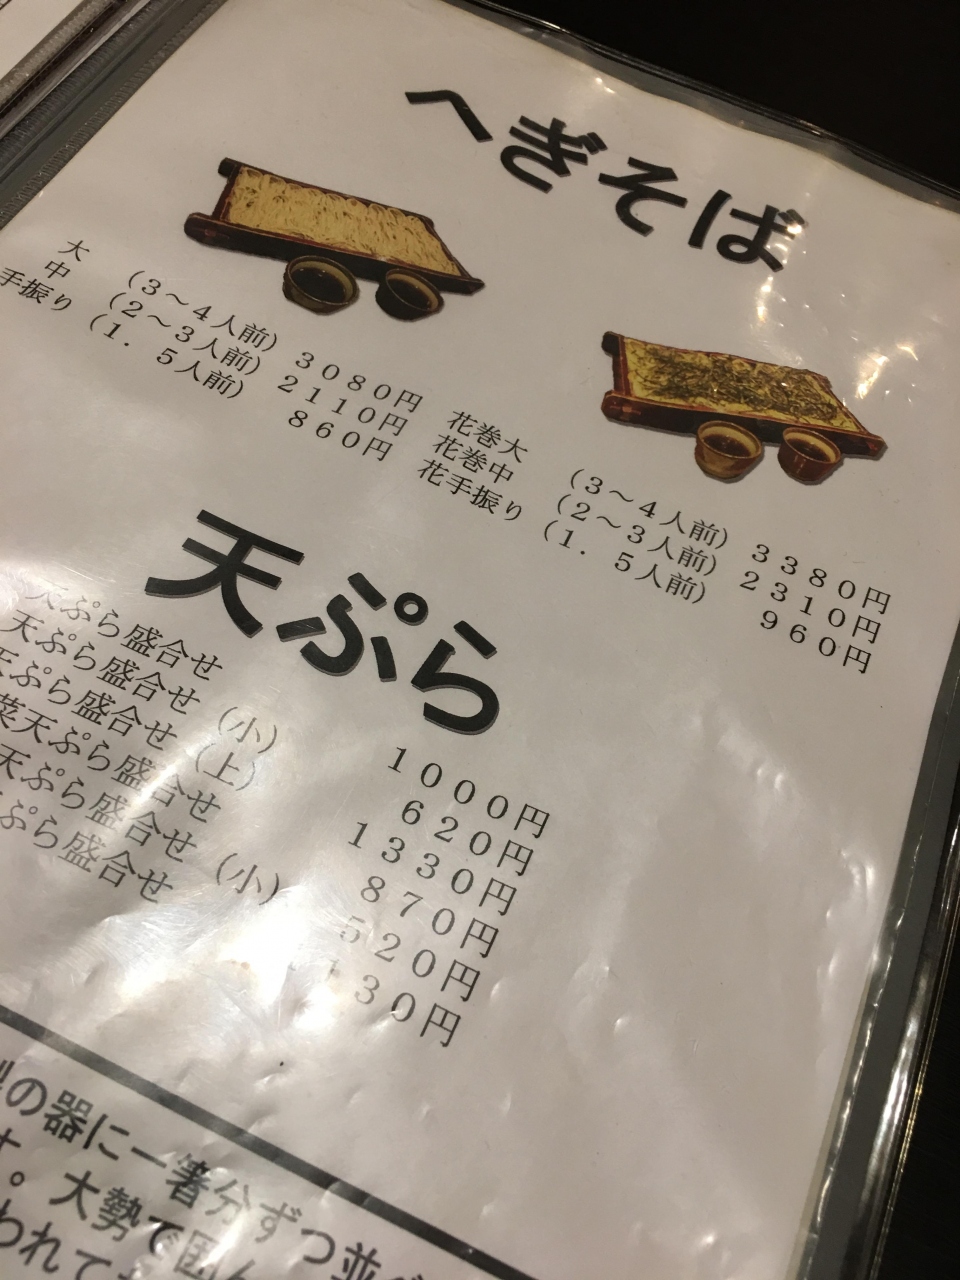 へぎそば
大 (3〜4人前) 3080円
中 (2〜3人前) 2110円
手振り (1.5人前) 860円
花巻大 (3〜4人前) 3380円
花巻中 (2〜3人前) 2310円
花手振り (1.5人前) 960円
天ぷら
天ぷら盛合せ 1000円
天ぷら盛合せ (小) 620円
天ぷら盛合せ (上) 1330円
菜天ぷら盛合せ 870円
天ぷら盛合せ (小) 520円
ぷら盛合せ 30円
の器に一箸分ずつ並べ
す。大勢で囲ん
われて